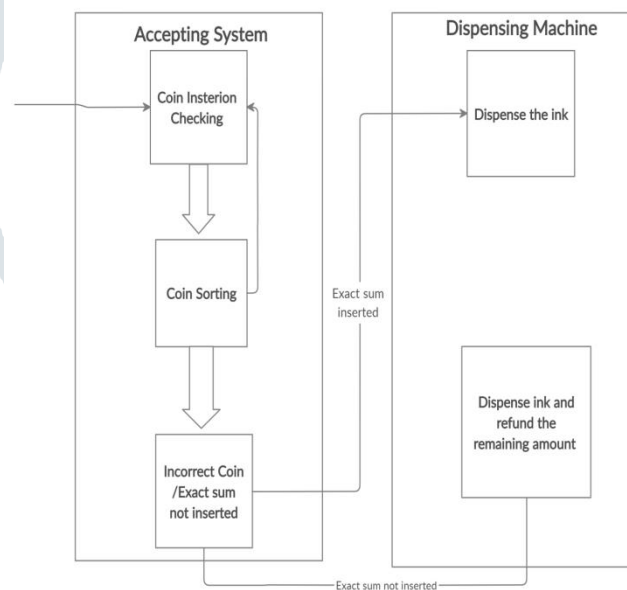 Accepting System
Coin Insterion
Checking
Coin Sorting
Incorrect Coin
/Exact sum
not inserted
Exact sum
inserted
Dispensing Machine
Dispense the ink
Dispense ink and
refund the
remaining amount
Exact sum not inserted